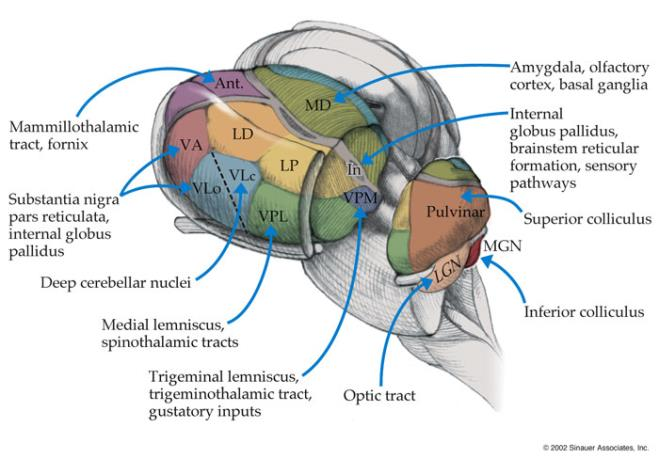 Ant.
MD
LD
VA
LP
In
VLc
VLo
VPM
VPL
Pulvinar
MGN
LGN
Mammillothalamic
tract, fornix
Substantia nigra
pars reticulata,
internal globus
pallidus
Deep cerebellar nuclei
Medial lemniscus,
spinothalamic tracts
Trigeminal lemniscus,
trigeminothalamic tract,
gustatory inputs
Optic tract
Amygdala, olfactory
cortex, basal ganglia
Internal
globus pallidus,
brainstem reticular
formation, sensory
pathways
Superior colliculus
Inferior colliculus
© 2002 Sinauer Associates, Inc.